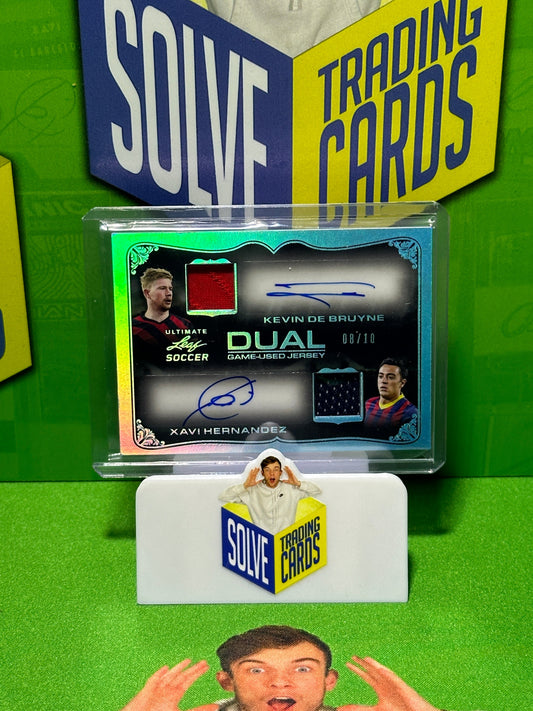 SOLVE
TRADING
CARDS
KEVIN DE BRUYNE
ULTIMATE
Leaf
SOCCER
DUAL
GAME-USED JERSEY
08/10
XAVI HERNANDEZ
SOLVE
TRADING
CARDS